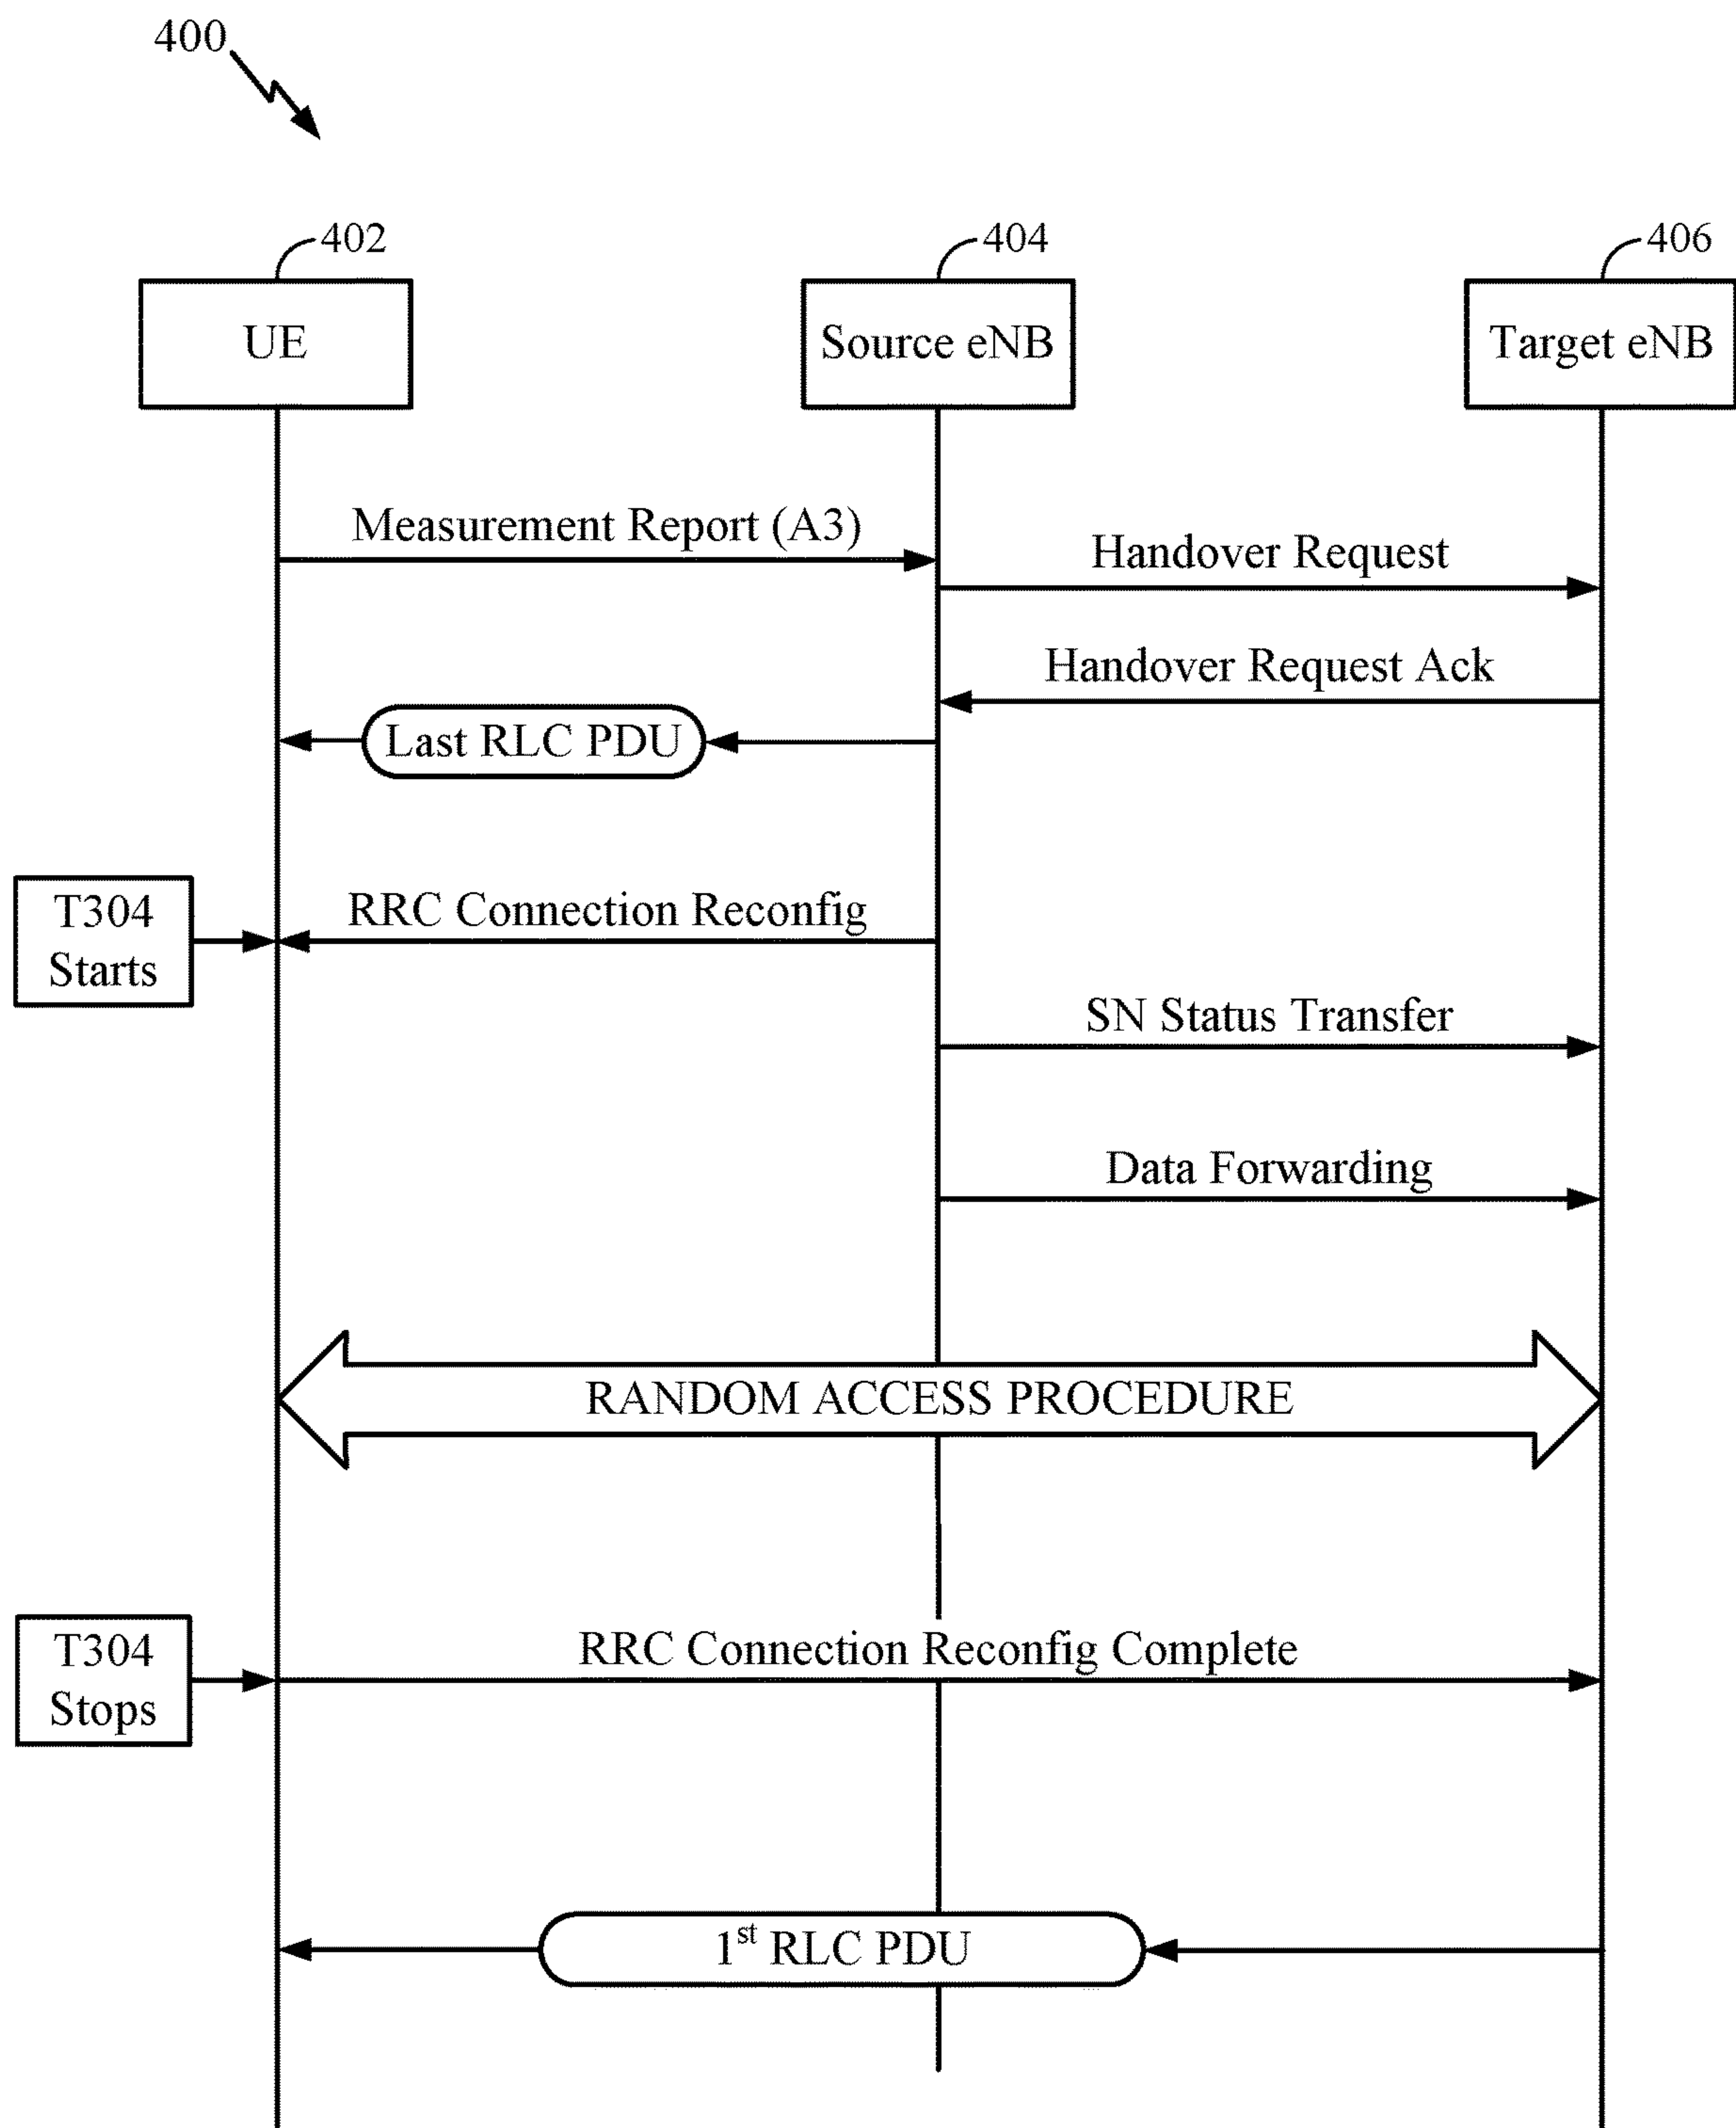 400
402
404
406
UE
Source eNB
Target eNB
Measurement Report (A3)
Handover Request
Handover Request Ack
Last RLC PDU
T304
Starts
RRC Connection Reconfig
SN Status Transfer
Data Forwarding
RANDOM ACCESS PROCEDURE
T304
Stops
RRC Connection Reconfig Complete
1st RLC PDU